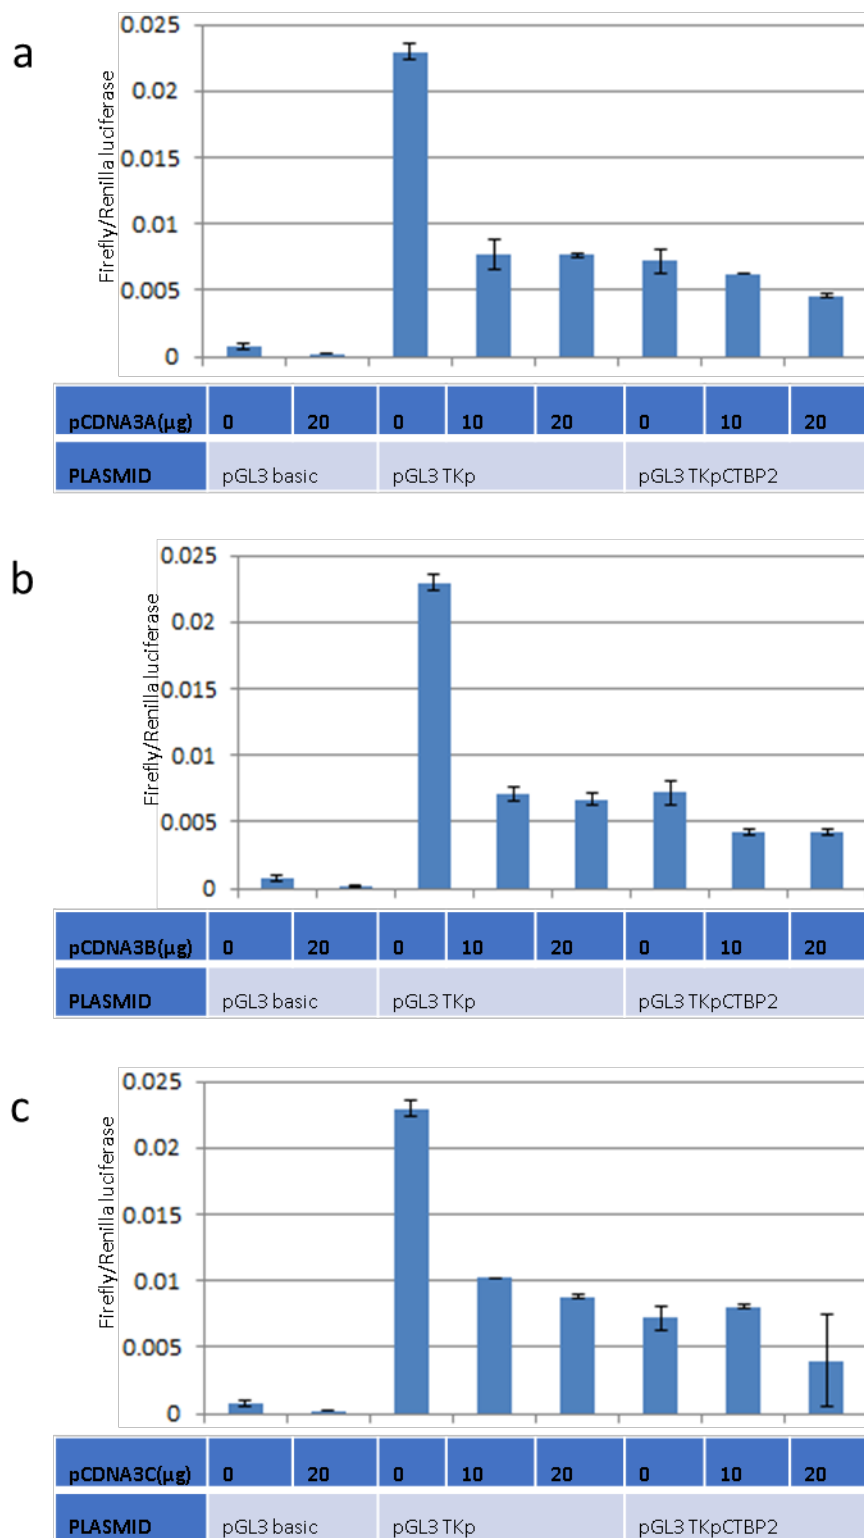 a
Firefly/Renilla luciferase
0.025
0.02
0.015
0.01
0.005
0
pCDNA3A(μg) 0 20 0 10 20 0 10 20
PLASMID pGL3 basic pGL3 TKp pGL3 TKpCTBP2
b
Firefly/Renilla luciferase
0.025
0.02
0.015
0.01
0.005
0
pCDNA3B(μg) 0 20 0 10 20 0 10 20
PLASMID pGL3 basic pGL3 TKp pGL3 TKpCTBP2
c
Firefly/Renilla luciferase
0.025
0.02
0.015
0.01
0.005
0
pCDNA3C(μg) 0 20 0 10 20 0 10 20
PLASMID pGL3 basic pGL3 TKp pGL3 TKpCTBP2